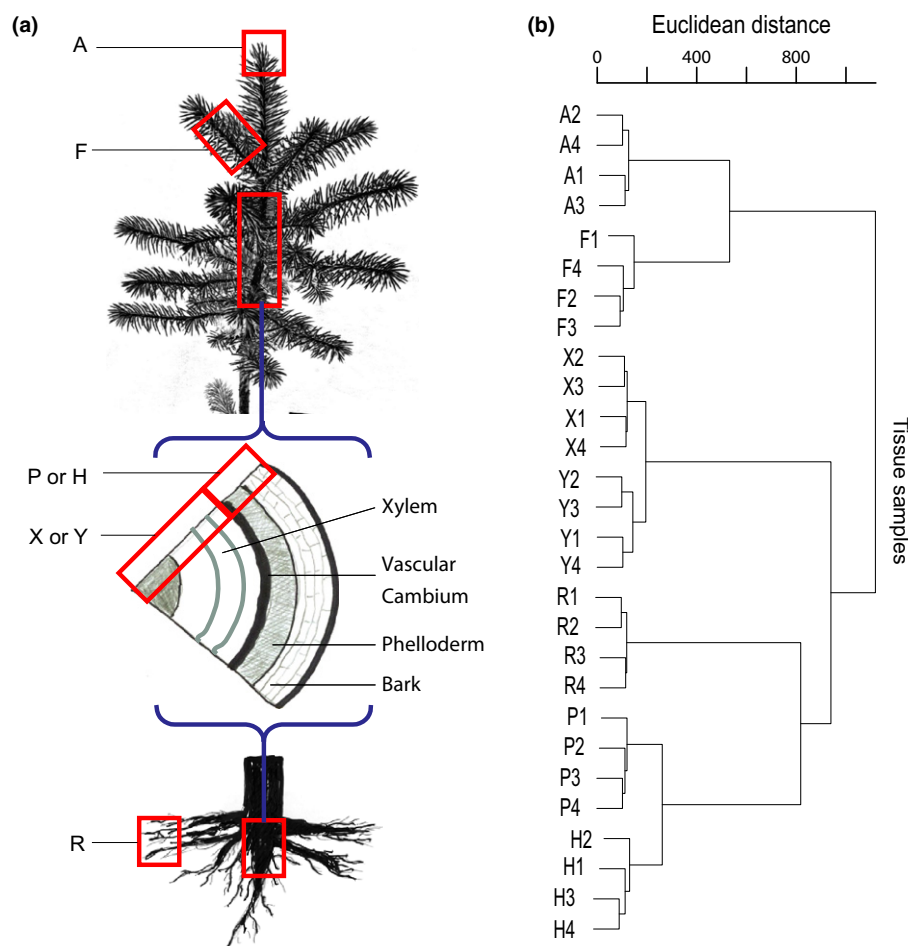 (a)
A
F
P or H
X or Y
Xylem
Vascular
Cambium
Phelloderm
Bark
R
(b)
Euclidean distance
0 400 800
A2
A4
A1
A3
F1
F4
F2
F3
X2
X3
X1
X4
Y2
Y3
Y1
Y4
R1
R2
R3
R4
P1
P2
P3
P4
H2
H1
H3
H4
Tissue samples